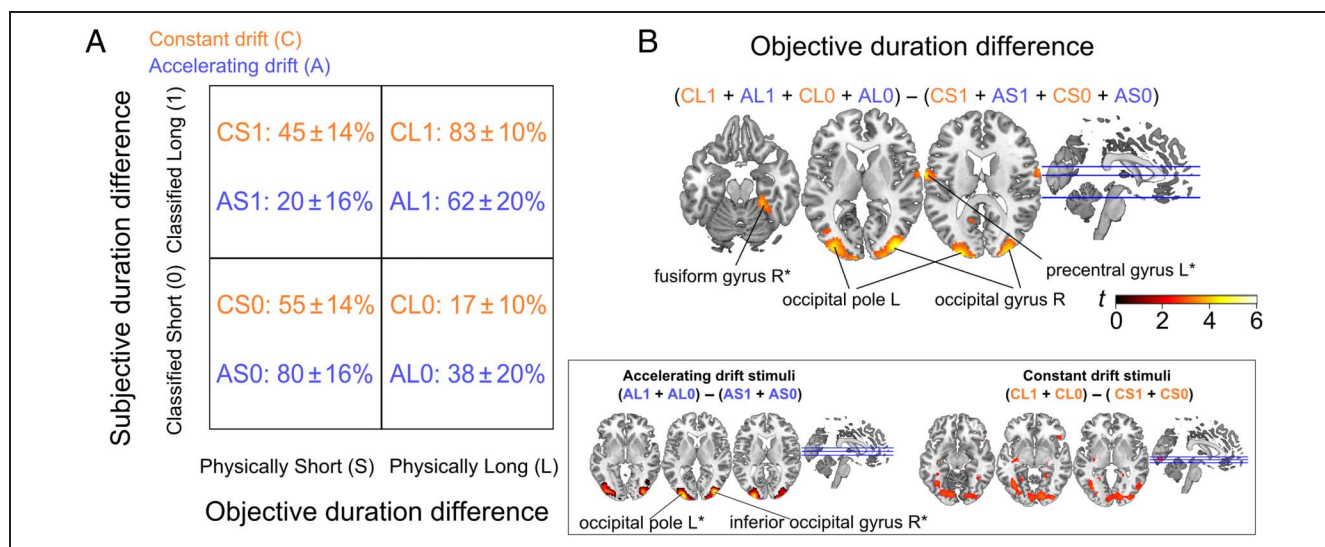 A
Constant drift (C)
Accelerating drift (A)
Subjective duration difference
Classified Long (1)
Classified Short (0)
CS1: 45±14%
CL1: 83±10%
AS1: 20±16%
AL1: 62±20%
CS0: 55±14%
CL0: 17±10%
AS0: 80±16%
AL0: 38±20%
Physically Short (S)
Physically Long (L)
Objective duration difference
B
Objective duration difference
(CL1 + AL1 + CL0 + AL0) – (CS1 + AS1 + CS0 + AS0)
fusiform gyrus R*
occipital pole L
occipital gyrus R
precentral gyrus L*
t
0 2 4 6
Accelerating drift stimuli
(AL1 + AL0) – (AS1 + AS0)
occipital pole L*
inferior occipital gyrus R*
Constant drift stimuli
(CL1 + CL0) – ( CS1 + CS0)